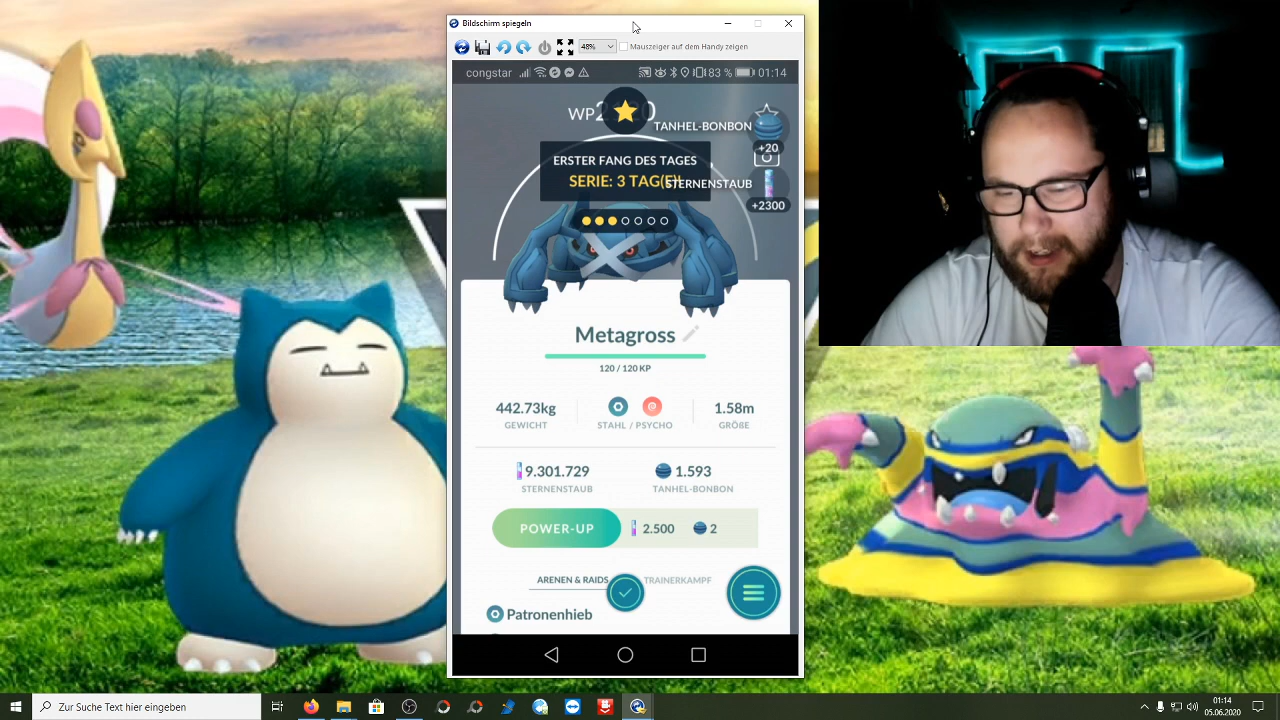 Bildschirm spiegeln
48%
Mauszeiger auf dem Handy zeigen
congstar
83 % 01:14
WP
TANHEL-BONBON
+20
ERSTER FANG DES TAGES
SERIE: 3 TAG(E)!
STERNENSTAUB
+2300
Metagross
120 / 120 KP
442.73kg
GEWICHT
STAHL / PSYCHO
1.58m
GRÖßE
9.301.729
STERNENSTAUB
1.593
TANHEL-BONBON
POWER-UP
2.500
2
ARENEN & RAIDS
TRAINERKAMPF
Patronenhieb
Zur Suche Text hier eingeben
01:14
05.06.2020